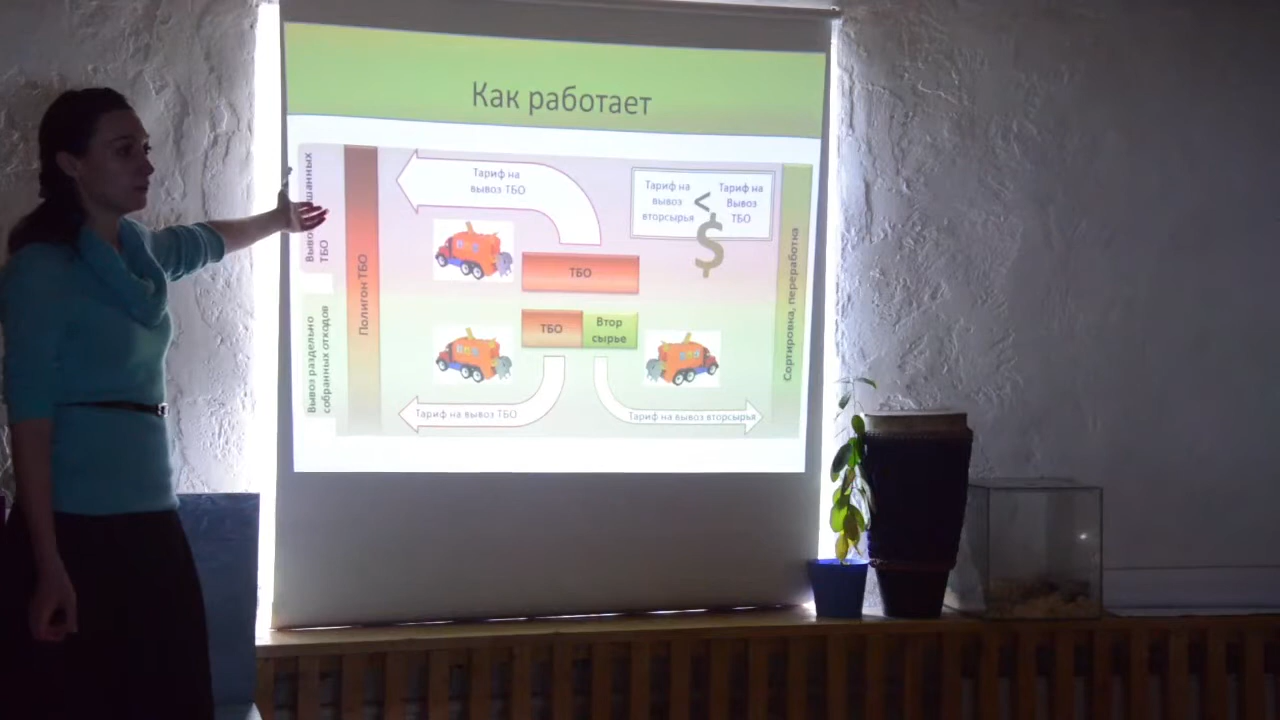 Как работает
Тариф на
вывоз ТБО
Тариф на
вывоз
вторсырья
<
Тариф на
Вывоз
ТБО
$
ТБО
ТБО
Втор
сырье
Тариф на вывоз ТБО
Тариф на вывоз вторсырья
ТБО
Вывоз раздельно
собранных отходов
Полигон ТБО
Сортировка, переработка